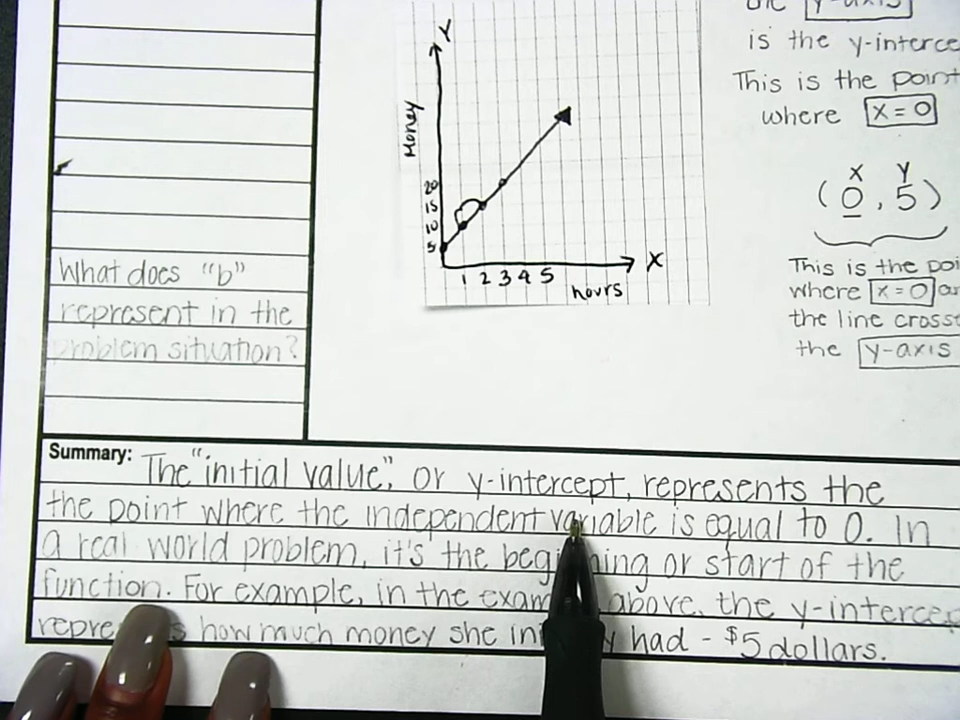 What does "b"
represent in the
problem situation?
Y
Money
20
15
10
5
1 2 3 4 5
X
hours
y-axis
is the y-interce
This is the point
where x = 0
X Y
(0, 5)
This is the poi
where x = 0
the line cross
the y-axis
Summary: The "initial value," or y-intercept, represents the
the point where the independent variable is equal to 0. In
a real world problem, it's the beginning or start of the
function. For example, in the above, the y-intercep
how much money she had - $5 dollars.